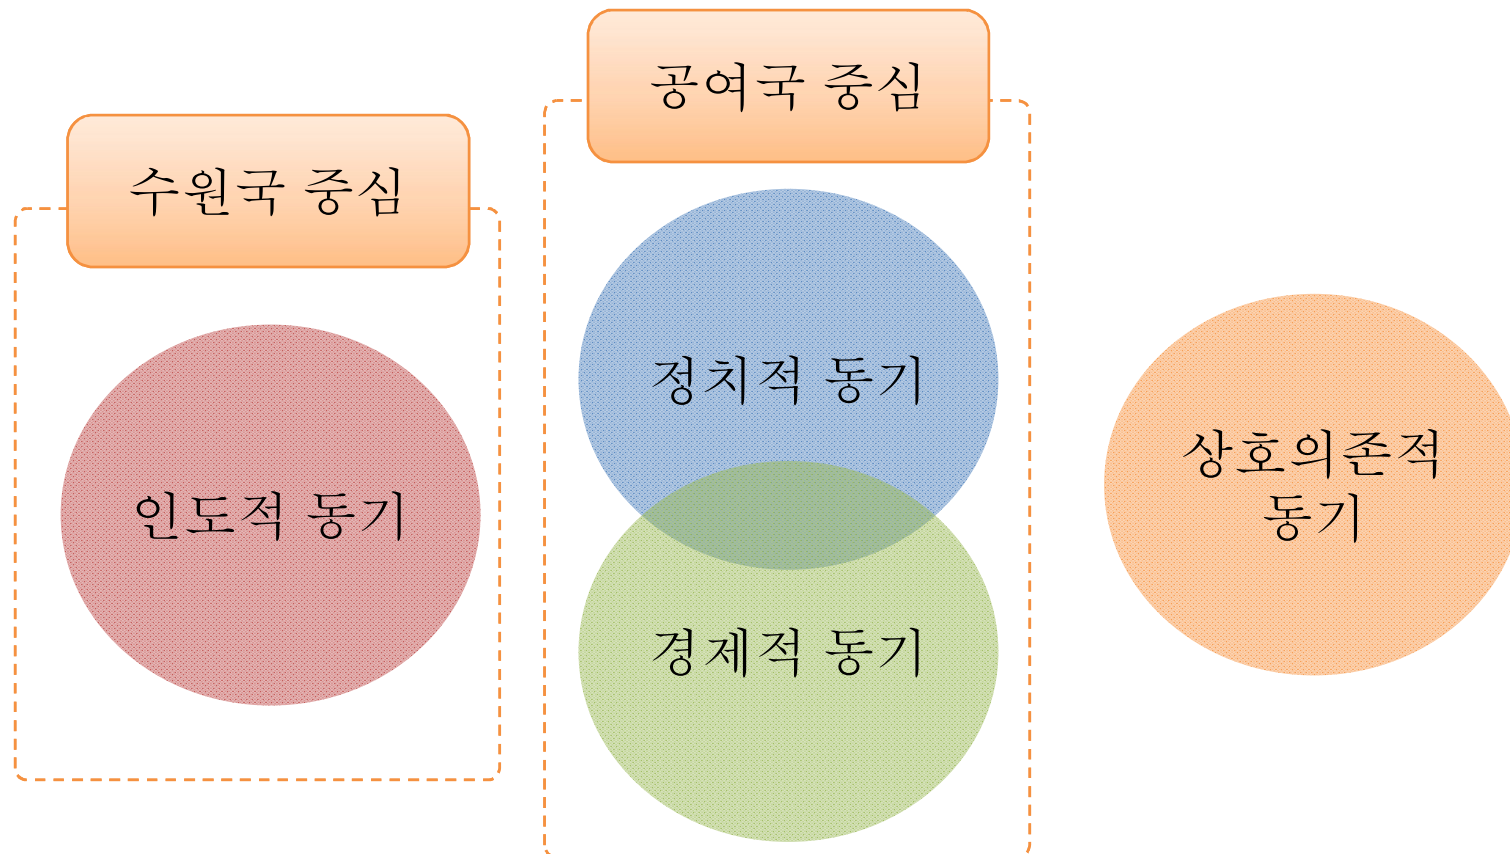 수원국 중심
인도적 동기
공여국 중심
정치적 동기
경제적 동기
상호의존적
동기